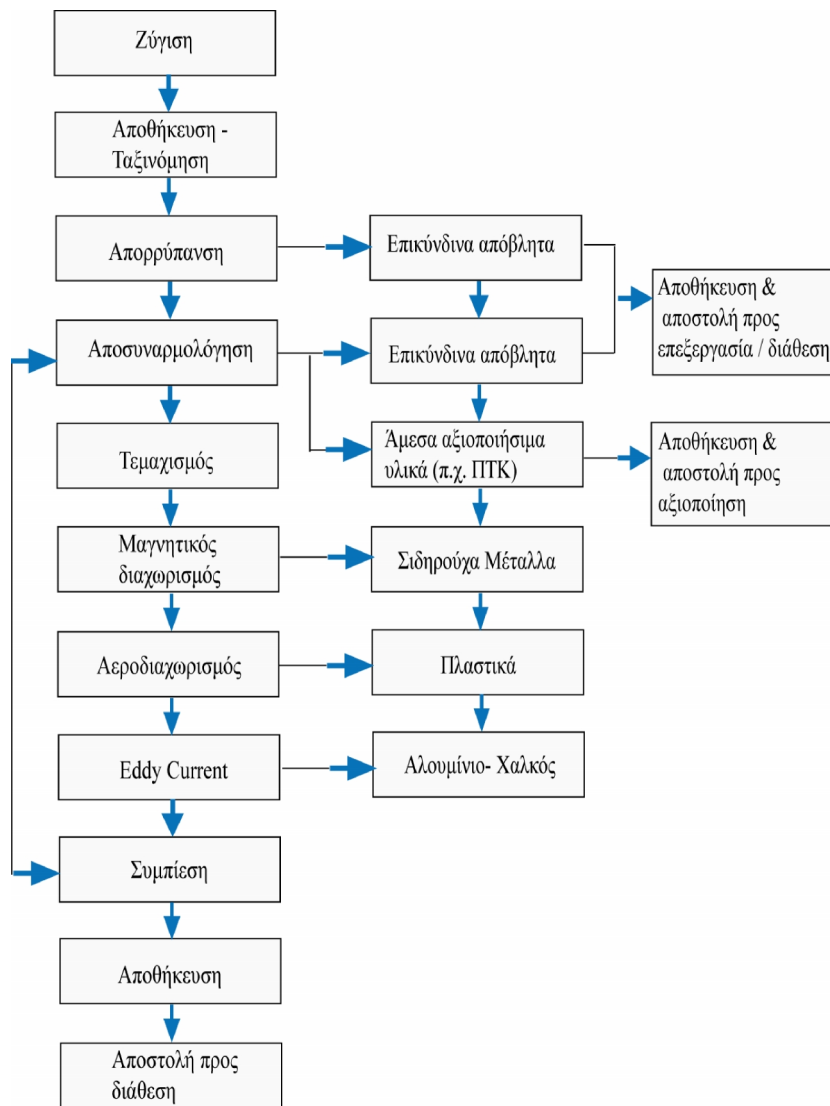 Ζύγιση
Αποθήκευση -
Ταξινόμηση
Απορρύπανση
Επικύνδινα απόβλητα
Αποθήκευση &
αποστολή προς
επεξεργασία / διάθεση
Αποσυναρμολόγηση
Επικύνδινα απόβλητα
Τεμαχισμός
Άμεσα αξιοποιήσιμα
υλικά (π.χ. ΠΤΚ)
Αποθήκευση &
αποστολή προς
αξιοποίηση
Μαγνητικός
διαχωρισμός
Σιδηρούχα Μέταλλα
Αεροδιαχωρισμός
Πλαστικά
Eddy Current
Αλουμίνιο- Χαλκός
Συμπίεση
Αποθήκευση
Αποστολή προς
διάθεση